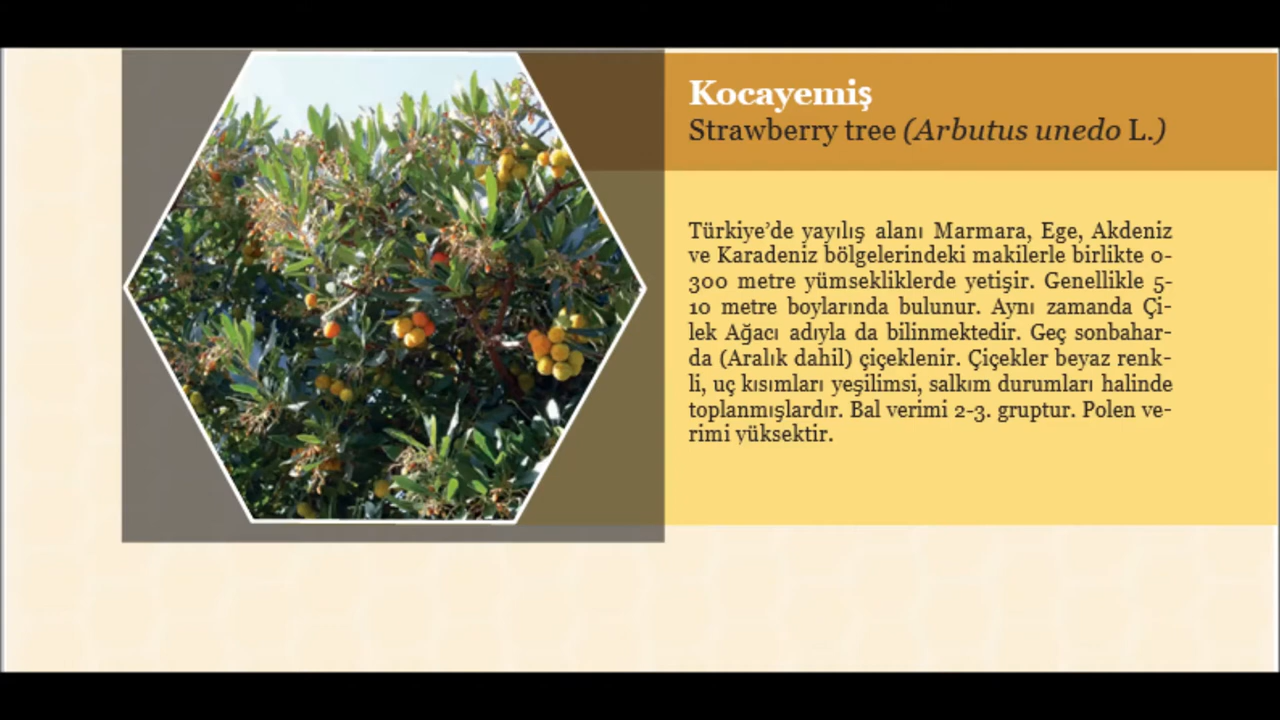 Kocayemiş
Strawberry tree (Arbutus unedo L.)
Türkiye’de yayılış alanı Marmara, Ege, Akdeniz
ve Karadeniz bölgelerindeki makilerle birlikte 0-
300 metre yümsekliklerde yetişir. Genellikle 5-
10 metre boylarında bulunur. Aynı zamanda Çi-
lek Ağacı adıyla da bilinmektedir. Geç sonbahar-
da (Aralık dahil) çiçeklenir. Çiçekler beyaz renk-
li, uç kısımları yeşilimsi, salkım durumları halinde
toplanmışlardır. Bal verimi 2-3. gruptur. Polen ve-
rimi yüksektir.